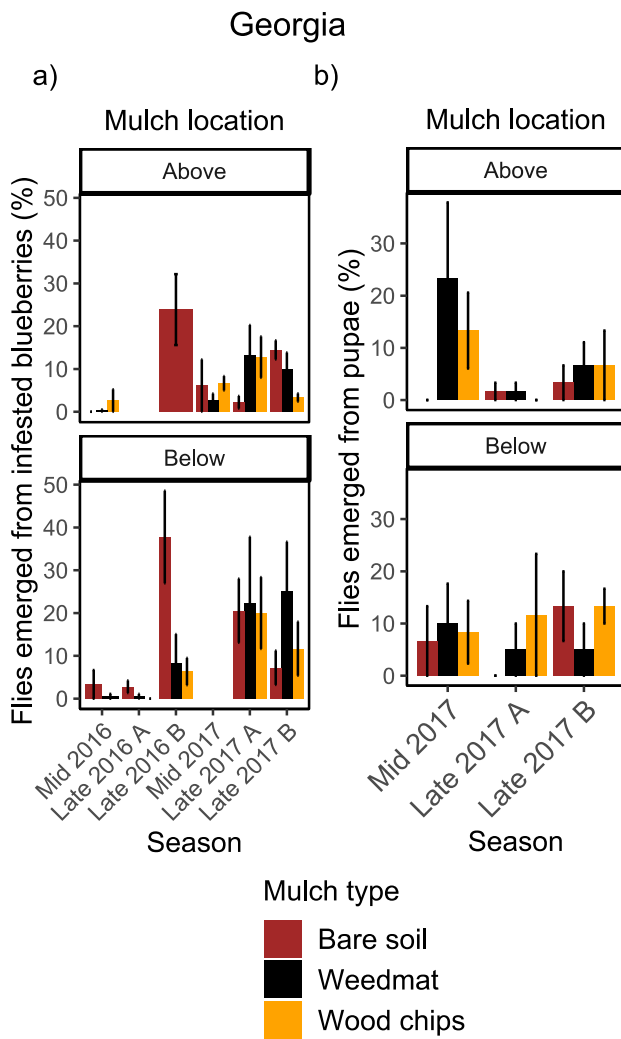 Georgia
a)
b)
Mulch location
Mulch location
Above
Above
Flies emerged from infested blueberries (%)
50
40
30
20
10
0
Flies emerged from pupae (%)
30
20
10
0
Below
Below
50
40
30
20
10
0
30
20
10
0
Mid 2016
Late 2016 A
Late 2016 B
Mid 2017
Late 2017 A
Late 2017 B
Mid 2017
Late 2017 A
Late 2017 B
Season
Season
Mulch type
Bare soil
Weedmat
Wood chips